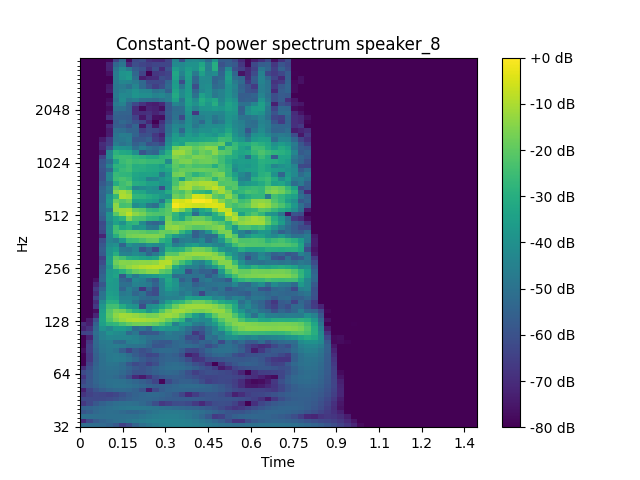 Constant-Q power spectrum speaker_8
Hz
2048
1024
512
256
128
64
32
0 0.15 0.3 0.45 0.6 0.75 0.9 1.1 1.2 1.4
Time
+0 dB
-10 dB
-20 dB
-30 dB
-40 dB
-50 dB
-60 dB
-70 dB
-80 dB